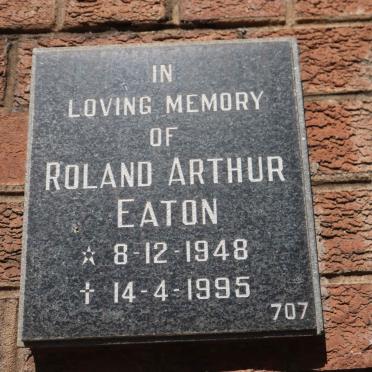 IN
LOVING MEMORY
OF
ROLAND ARTHUR
EATON
☆ 8-12-1948
✝ 14-4-1995
707